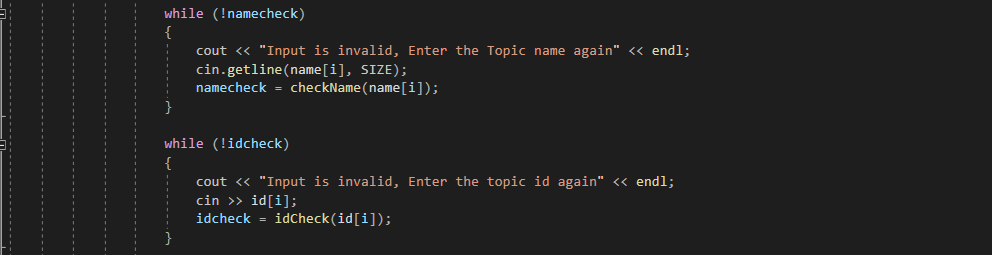 while (!namecheck)
{
cout << "Input is invalid, Enter the Topic name again" << endl;
cin.getline(name[i], SIZE);
namecheck = checkName(name[i]);
}
while (!idcheck)
{
cout << "Input is invalid, Enter the topic id again" << endl;
cin >> id[i];
idcheck = idCheck(id[i]);
}